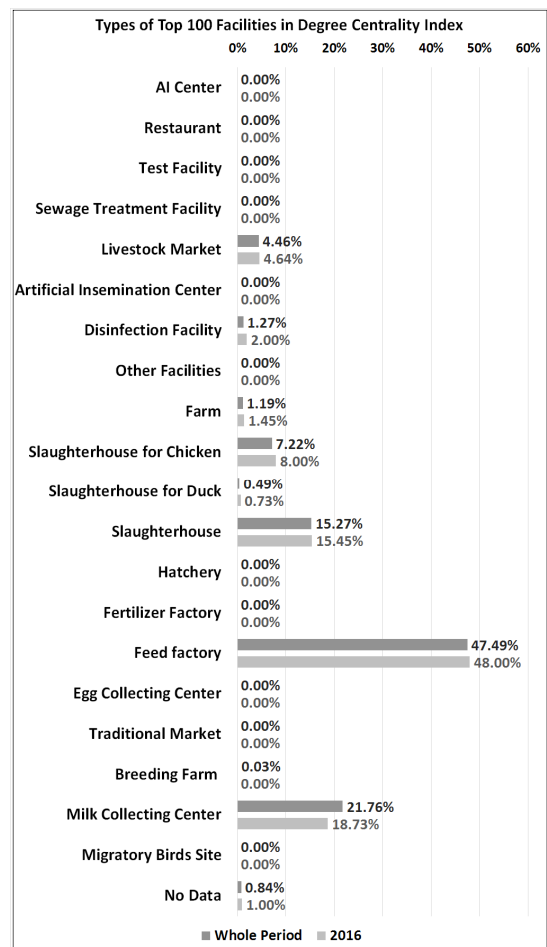 Types of Top 100 Facilities in Degree Centrality Index
0% 10% 20% 30% 40% 50% 60%
AI Center 0.00%
0.00%
Restaurant 0.00%
0.00%
Test Facility 0.00%
0.00%
Sewage Treatment Facility 0.00%
0.00%
Livestock Market 4.46%
4.64%
Artificial Insemination Center 0.00%
0.00%
Disinfection Facility 1.27%
2.00%
Other Facilities 0.00%
0.00%
Farm 1.19%
1.45%
Slaughterhouse for Chicken 7.22%
8.00%
Slaughterhouse for Duck 0.49%
0.73%
Slaughterhouse 15.27%
15.45%
Hatchery 0.00%
0.00%
Fertilizer Factory 0.00%
0.00%
Feed factory 47.49%
48.00%
Egg Collecting Center 0.00%
0.00%
Traditional Market 0.00%
0.00%
Breeding Farm 0.03%
0.00%
Milk Collecting Center 21.76%
18.73%
Migratory Birds Site 0.00%
0.00%
No Data 0.84%
1.00%
Whole Period 2016